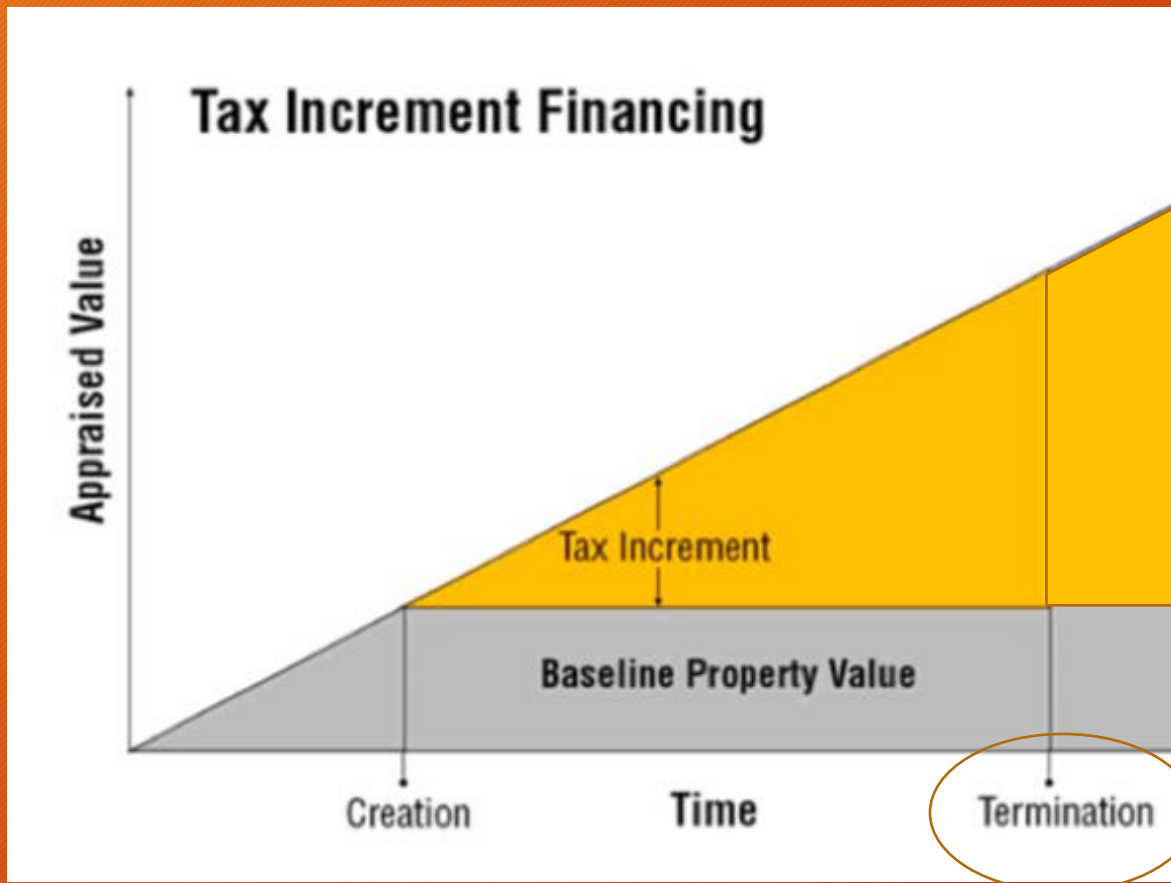 Tax Increment Financing
Appraised Value
Tax Increment
Baseline Property Value
Creation
Time
Termination